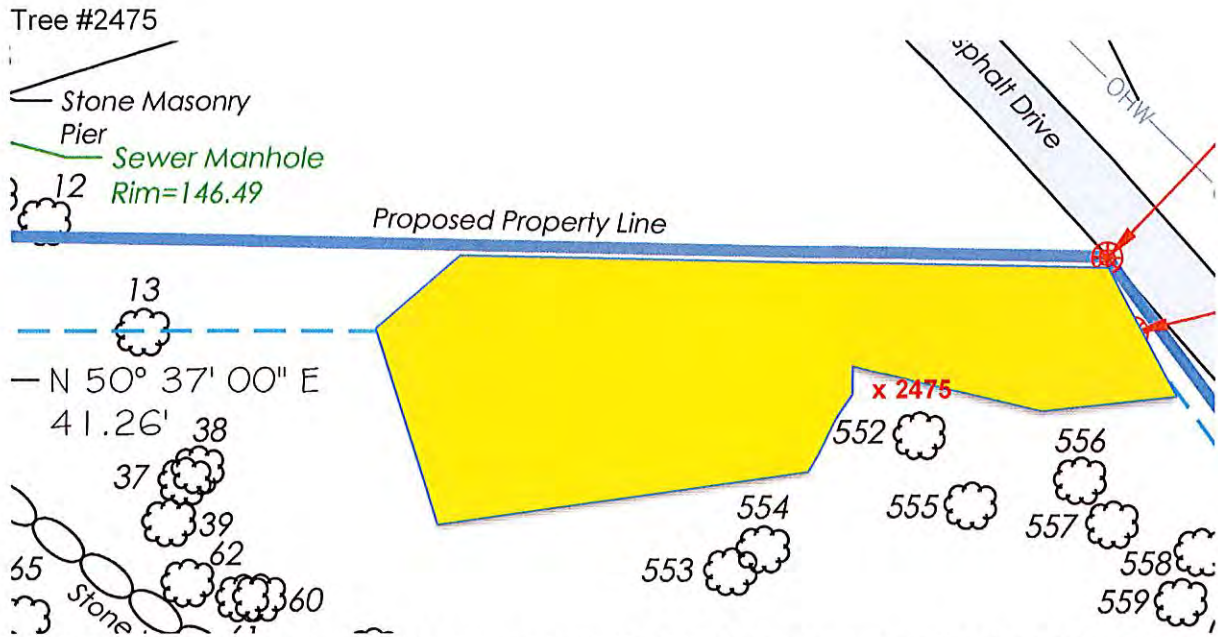 Tree #2475
Stone Masonry
Pier
Sewer Manhole
Rim=146.49
12
Proposed Property Line
sphalt Drive
OHW
13
N 50° 37' 00" E
41.26'
x 2475
38
37
39
62
65
60
Stone
552
554
553
555
556
557
558
559